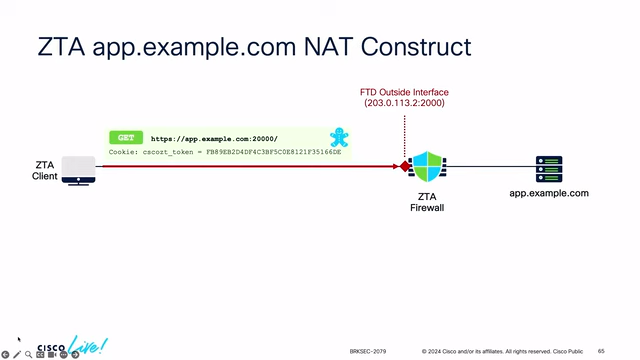 ZTA app.example.com NAT Construct
FTD Outside Interface
(203.0.113.2:2000)
GET https://app.example.com:20000/
Cookie: cscozt_token = FB89EB2D4DF4C3BF5C0E8121F35166DE
ZTA
Client
ZTA
Firewall
app.example.com
CISCO Live!
BRKSEC-2079
© 2024 Cisco and/or its affiliates. All rights reserved. Cisco Public
65